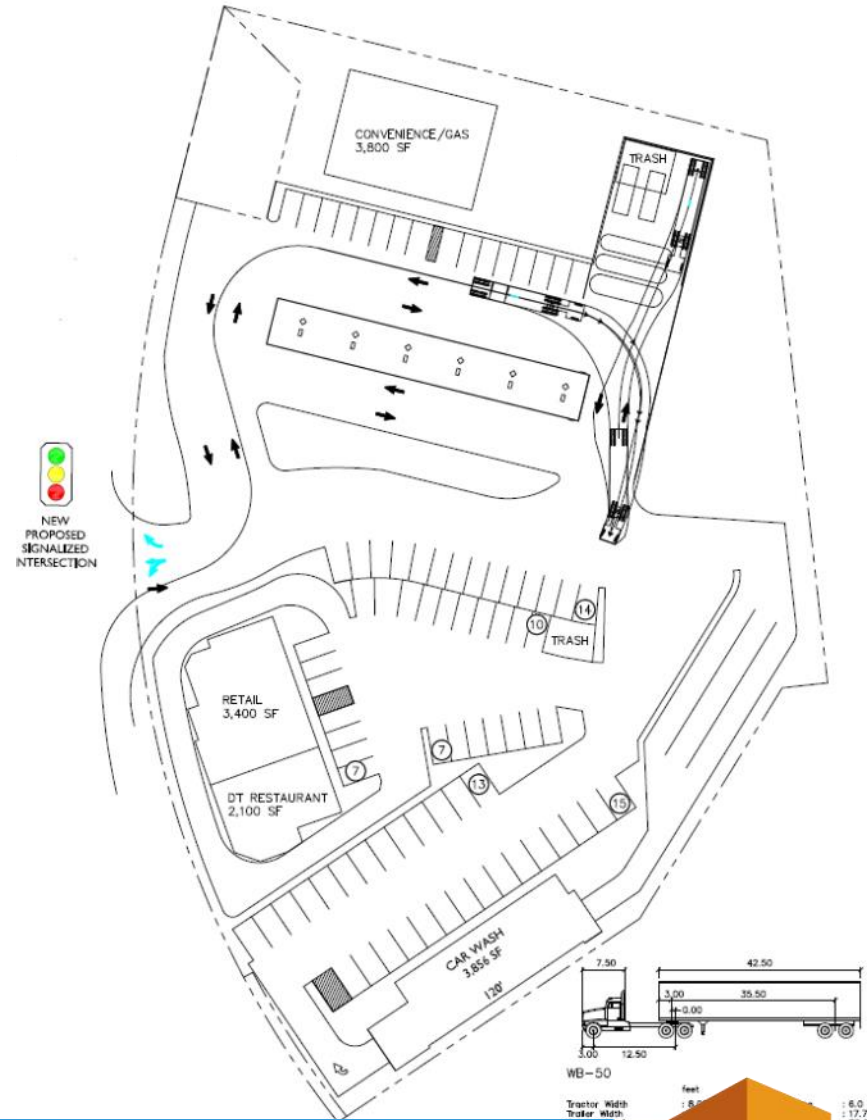 CONVENIENCE/GAS
3,800 SF
TRASH
NEW
PROPOSED
SIGNALIZED
INTERSECTION
14
10
TRASH
RETAIL
3,400 SF
7
7
DT RESTAURANT
2,100 SF
13
15
CAR WASH
3,856 SF
120'
7.50
42.50
3.00
35.50
0.00
3.00
12.50
WB-50
feet
Tractor Width
: 6.0
Trailer Width